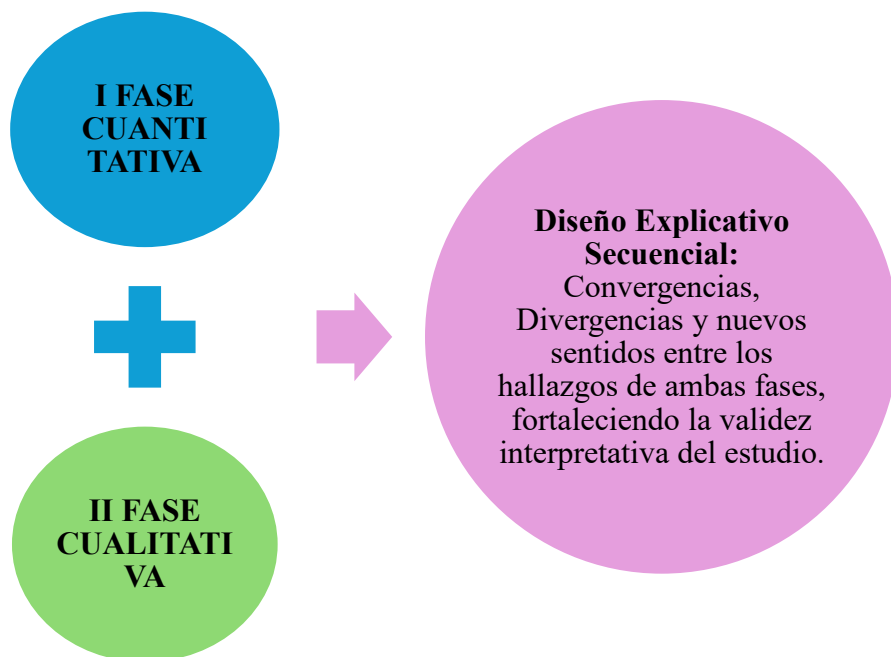 I FASE
CUANTI
TATIVA
II FASE
CUALITATI
VA
Diseño Explicativo
Secuencial:
Convergencias,
Divergencias y nuevos
sentidos entre los
hallazgos de ambas fases,
fortaleciendo la validez
interpretativa del estudio.